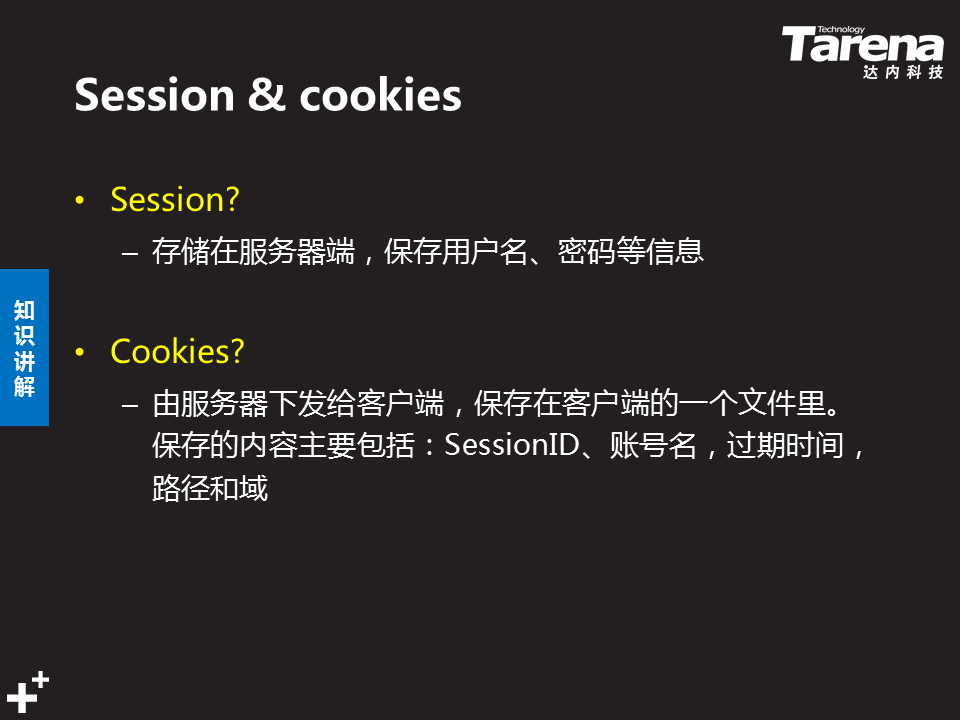 Technology
Tarena
达内科技
Session & cookies
• Session?
– 存储在服务器端，保存用户名、密码等信息
知
识
讲
解
• Cookies?
– 由服务器下发给客户端，保存在客户端的一个文件里。
保存的内容主要包括：SessionID、账号名，过期时间，
路径和域